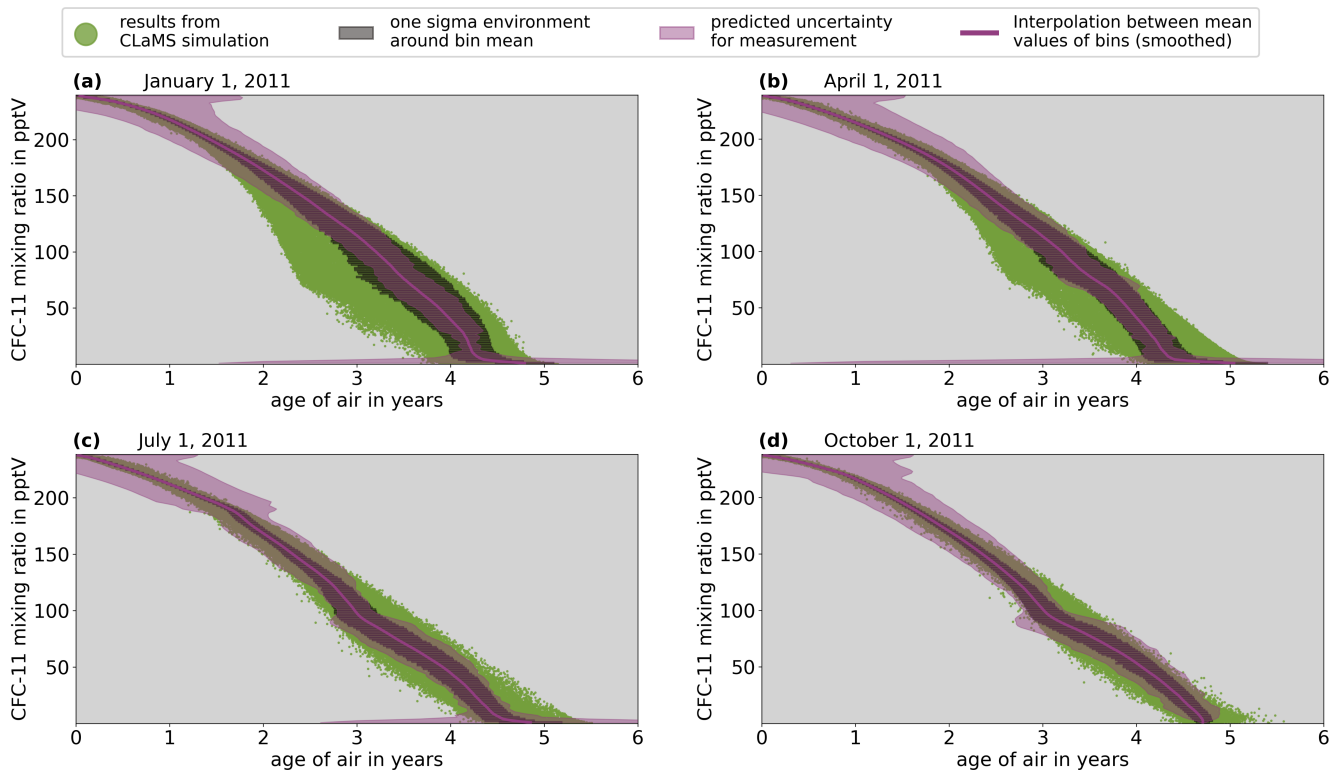 results from
CLaMS simulation
one sigma environment
around bin mean
predicted uncertainty
for measurement
Interpolation between mean
values of bins (smoothed)
(a) January 1, 2011
CFC-11 mixing ratio in pptV
200
150
100
50
0 1 2 3 4 5 6
age of air in years
(b) April 1, 2011
CFC-11 mixing ratio in pptV
200
150
100
50
0 1 2 3 4 5 6
age of air in years
(c) July 1, 2011
CFC-11 mixing ratio in pptV
200
150
100
50
0 1 2 3 4 5 6
age of air in years
(d) October 1, 2011
CFC-11 mixing ratio in pptV
200
150
100
50
0 1 2 3 4 5 6
age of air in years